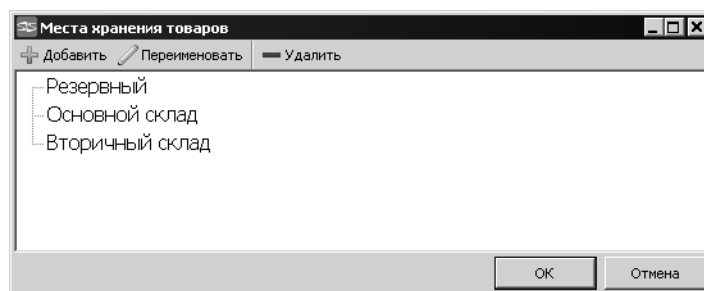 Места хранения товаров
Добавить Переименовать Удалить
Резервный
Основной склад
Вторичный склад
ОК Отмена